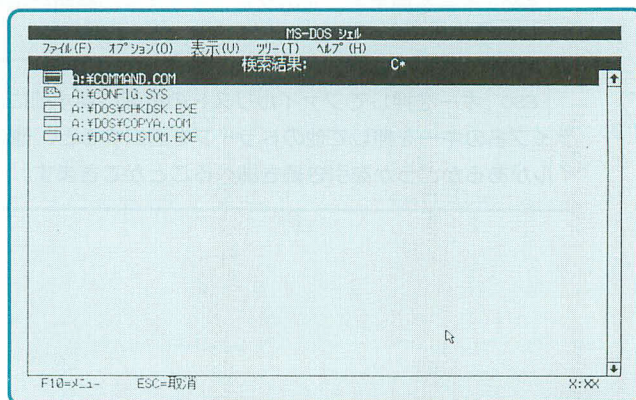 MS-DOS シェル
ファイル(F) オプション(O) 表示(V) ツリー(T) ヘルプ(H)
検索結果: C*
A:¥COMMAND.COM
A:¥CONFIG.SYS
A:¥DOS¥CHKDSK.EXE
A:¥DOS¥COPYA.COM
A:¥DOS¥CUSTOM.EXE
F10=メニュー ESC=取消 X:XX